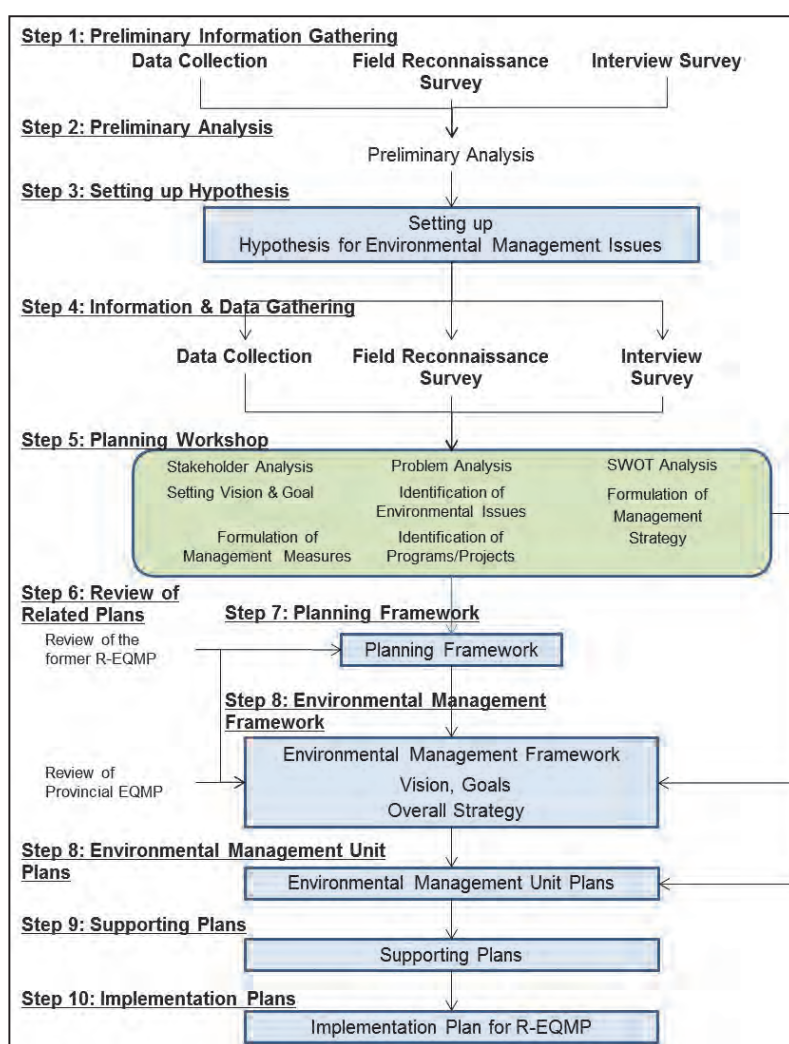 Step 1: Preliminary Information Gathering
Data Collection
Field Reconnaissance
Survey
Interview Survey
Step 2: Preliminary Analysis
Preliminary Analysis
Step 3: Setting up Hypothesis
Setting up
Hypothesis for Environmental Management Issues
Step 4: Information & Data Gathering
Data Collection
Field Reconnaissance
Survey
Interview
Survey
Step 5: Planning Workshop
Stakeholder Analysis
Problem Analysis
SWOT Analysis
Setting Vision & Goal
Identification of
Environmental Issues
Formulation of
Management
Strategy
Formulation of
Management Measures
Identification of
Programs/Projects
Step 6: Review of
Related Plans
Step 7: Planning Framework
Review of the
former R-EQMP
Planning Framework
Step 8: Environmental Management
Framework
Environmental Management Framework
Vision, Goals
Overall Strategy
Review of
Provincial EQMP
Step 8: Environmental Management Unit
Plans
Environmental Management Unit Plans
Step 9: Supporting Plans
Supporting Plans
Step 10: Implementation Plans
Implementation Plan for R-EQMP